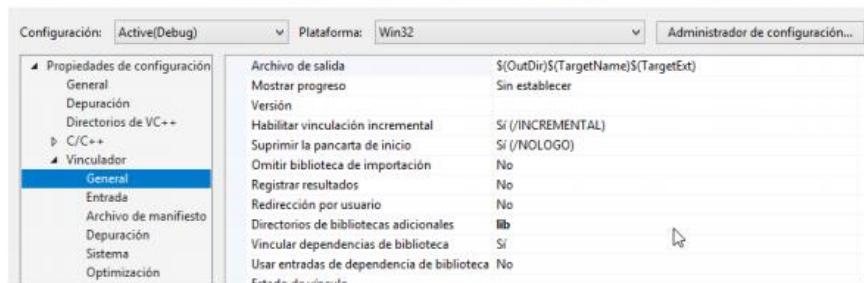 Configuración: Active(Debug) Plataforma: Win32 Administrador de configuración...
Propiedades de configuración
General
Depuración
Directorios de VC++
C/C++
Vinculador
General
Entrada
Archivo de manifiesto
Depuración
Sistema
Optimización
Archivo de salida $(OutDir)$(TargetName)$(TargetExt)
Mostrar progreso Sin establecer
Versión
Habilitar vinculación incremental Sí (/INCREMENTAL)
Suprimir la pancarta de inicio Sí (/NOLOGO)
Omitir biblioteca de importación No
Registrar resultados No
Redirección por usuario No
Directorios de bibliotecas adicionales lib
Vincular dependencias de biblioteca Sí
Usar entradas de dependencia de biblioteca No